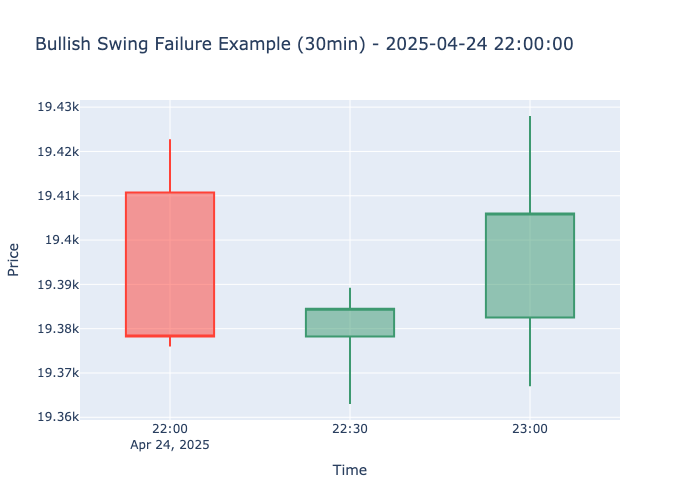 Bullish Swing Failure Example (30min) - 2025-04-24 22:00:00
19.43k
19.42k
19.41k
19.4k
19.39k
19.38k
19.37k
19.36k
Price
22:00
22:30
23:00
Apr 24, 2025
Time